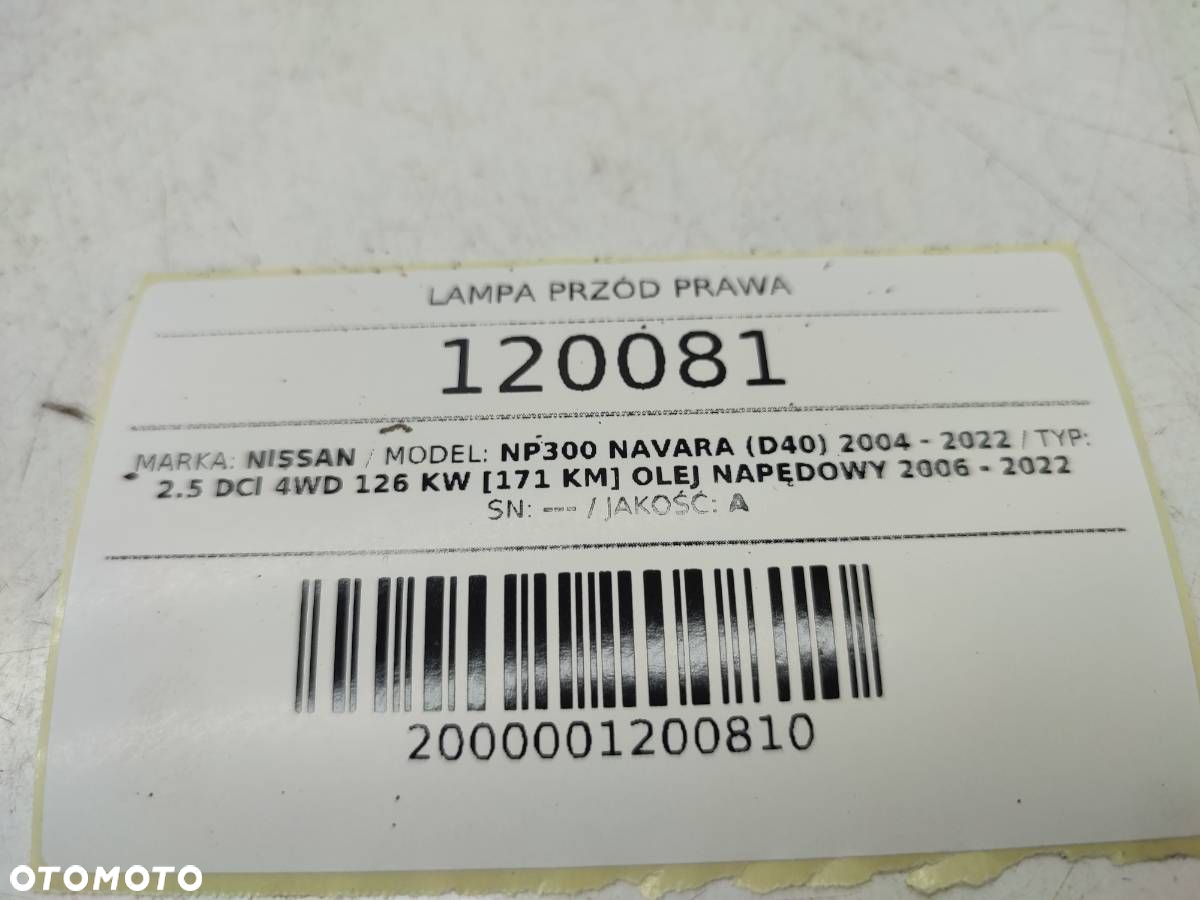 LAMPA PRZÓD PRAWA
120081
MARKA: NISSAN / MODEL: NP300 NAVARA (D40) 2004 - 2022 / TYP:
2.5 DCI 4WD 126 KW [171 KM] OLEJ NAPĘDOWY 2006 - 2022
SN: --- / JAKOŚĆ: A
2000001200810
OTOMOTO